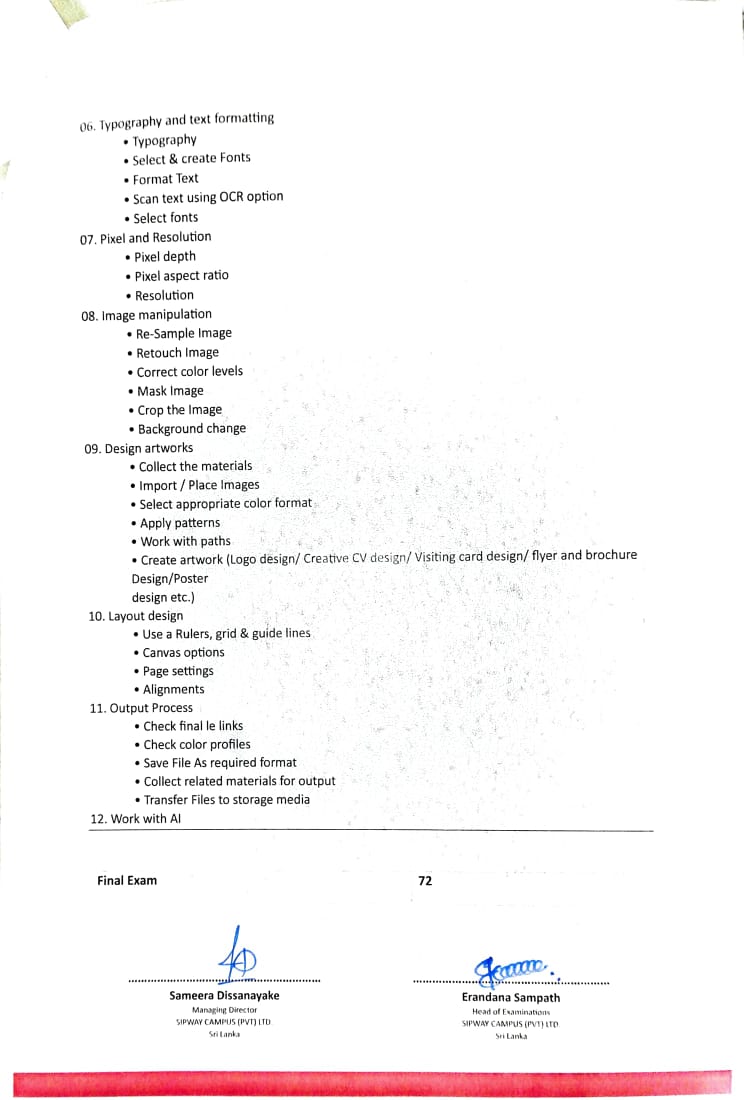 06. Typography and text formatting
• Typography
• Select & create Fonts
• Format Text
• Scan text using OCR option
• Select fonts
07. Pixel and Resolution
• Pixel depth
• Pixel aspect ratio
• Resolution
08. Image manipulation
• Re-Sample Image
• Retouch Image
• Correct color levels
• Mask Image
• Crop the Image
• Background change
09. Design artworks
• Collect the materials
• Import / Place Images
• Select appropriate color format
• Apply patterns
• Work with paths
• Create artwork (Logo design/ Creative CV design/ Visiting card design/ flyer and brochure
Design/Poster
design etc.)
10. Layout design
• Use a Rulers, grid & guide lines
• Canvas options
• Page settings
• Alignments
11. Output Process
• Check final le links
• Check color profiles
• Save File As required format
• Collect related materials for output
• Transfer Files to storage media
12. Work with AI
Final Exam 72
Sameera Dissanayake
Managing Director
SIPWAY CAMPUS (PVT) LTD
Sri Lanka
Erandana Sampath
Head of Examinations
SIPWAY CAMPUS (PVT) LTD
Sri Lanka